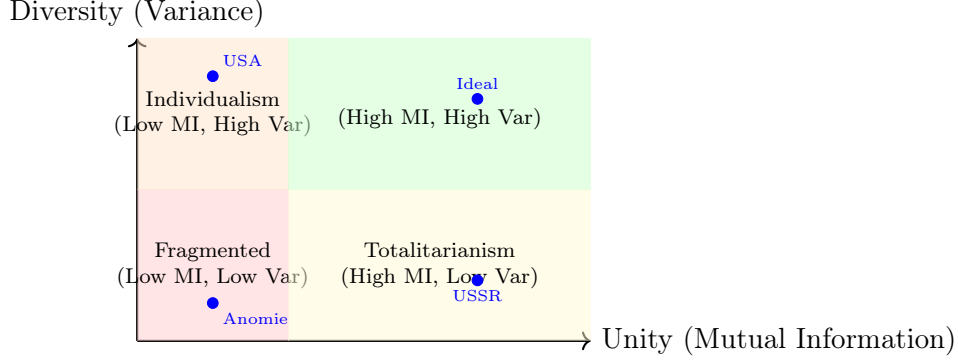 Diversity (Variance)
USA
Individualism
(Low MI, High Var)
Ideal
(High MI, High Var)
Fragmented
(Low MI, Low Var)
Anomie
Totalitarianism
(High MI, Low Var)
USSR
Unity (Mutual Information)